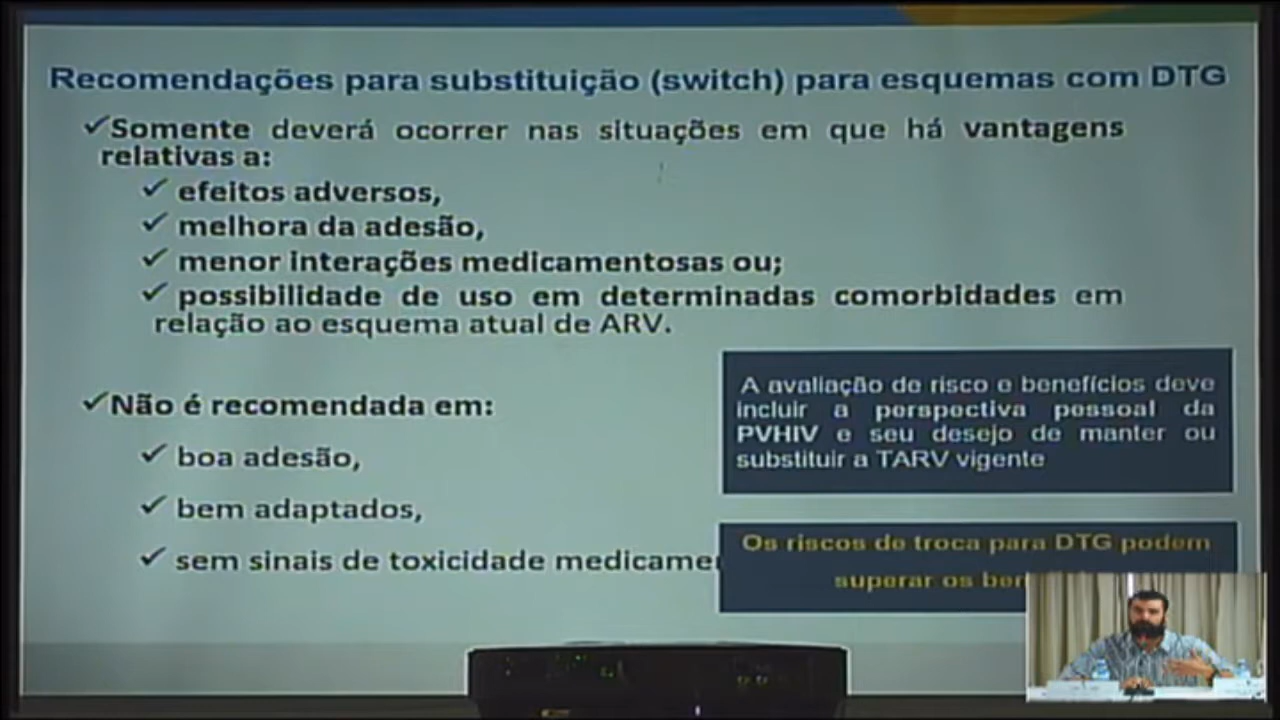 Recomendações para substituição (switch) para esquemas com DTG
✓Somente deverá ocorrer nas situações em que há vantagens
relativas a:
✓ efeitos adversos,
✓ melhora da adesão,
✓ menor interações medicamentosas ou;
✓ possibilidade de uso em determinadas comorbidades em
relação ao esquema atual de ARV.
✓Não é recomendada em:
✓ boa adesão,
✓ bem adaptados,
✓ sem sinais de toxicidade
A avaliação de risco e benefícios deve
incluir a perspectiva pessoal da
PVHIV e seu desejo de manter ou
substituir a TARV vigente
Os riscos de troca para DTG podem
superar os